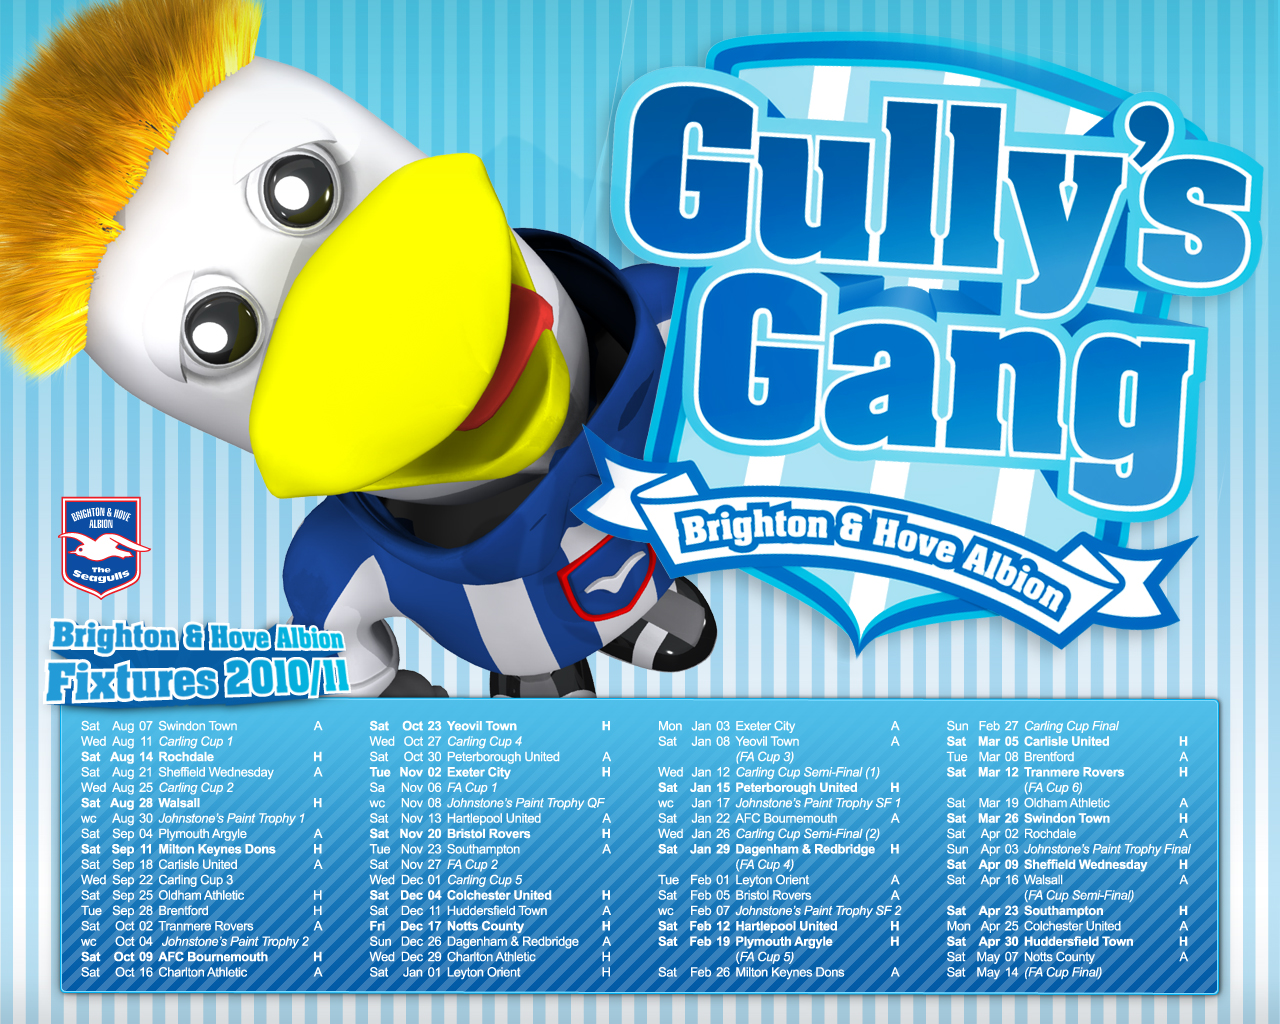 Gully's
Gang
Brighton & Hove Albion
BRIGHTON & HOVE
ALBION
The
Seagulls
Brighton & Hove Albion
Fixtures 2010/11
Sat Aug 07 Swindon Town A
Wed Aug 11 Carling Cup 1
Sat Aug 14 Rochdale H
Sat Aug 21 Sheffield Wednesday A
Wed Aug 25 Carling Cup 2
Sat Aug 28 Walsall H
wc Aug 30 Johnstone's Paint Trophy 1
Sat Sep 04 Plymouth Argyle A
Sat Sep 11 Milton Keynes Dons H
Sat Sep 18 Carlisle United A
Wed Sep 22 Carling Cup 3
Sat Sep 25 Oldham Athletic H
Tue Sep 28 Brentford H
Sat Oct 02 Tranmere Rovers A
wc Oct 04 Johnstone's Paint Trophy 2
Sat Oct 09 AFC Bournemouth H
Sat Oct 16 Charlton Athletic A
Sat Oct 23 Yeovil Town H
Wed Oct 27 Carling Cup 4
Sat Oct 30 Peterborough United A
Tue Nov 02 Exeter City H
Sa Nov 06 FA Cup 1
wc Nov 08 Johnstone's Paint Trophy QF
Sat Nov 13 Hartlepool United A
Sat Nov 20 Bristol Rovers H
Tue Nov 23 Southampton A
Sat Nov 27 FA Cup 2
Wed Dec 01 Carling Cup 5
Sat Dec 04 Colchester United H
Sat Dec 11 Huddersfield Town A
Fri Dec 17 Notts County H
Sun Dec 26 Dagenham & Redbridge A
Wed Dec 29 Charlton Athletic H
Sat Jan 01 Leyton Orient H
Mon Jan 03 Exeter City A
Sat Jan 08 Yeovil Town A
(FA Cup 3)
Wed Jan 12 Carling Cup Semi-Final (1)
Sat Jan 15 Peterborough United H
wc Jan 17 Johnstone's Paint Trophy SF 1
Sat Jan 22 AFC Bournemouth A
Wed Jan 26 Carling Cup Semi-Final (2)
Sat Jan 29 Dagenham & Redbridge H
(FA Cup 4)
Tue Feb 01 Leyton Orient A
Sat Feb 05 Bristol Rovers A
wc Feb 07 Johnstone's Paint Trophy SF 2
Sat Feb 12 Hartlepool United H
Sat Feb 19 Plymouth Argyle H
(FA Cup 5)
Sat Feb 26 Milton Keynes Dons A
Sun Feb 27 Carling Cup Final
Sat Mar 05 Carlisle United H
Tue Mar 08 Brentford A
Sat Mar 12 Tranmere Rovers H
(FA Cup 6)
Sat Mar 19 Oldham Athletic A
Sat Mar 26 Swindon Town H
Sat Apr 02 Rochdale A
Sun Apr 03 Johnstone's Paint Trophy Final
Sat Apr 09 Sheffield Wednesday H
Sat Apr 16 Walsall A
(FA Cup Semi-Final)
Sat Apr 23 Southampton H
Mon Apr 25 Colchester United A
Sat Apr 30 Huddersfield Town H
Sat May 07 Notts County A
Sat May 14 (FA Cup Final)